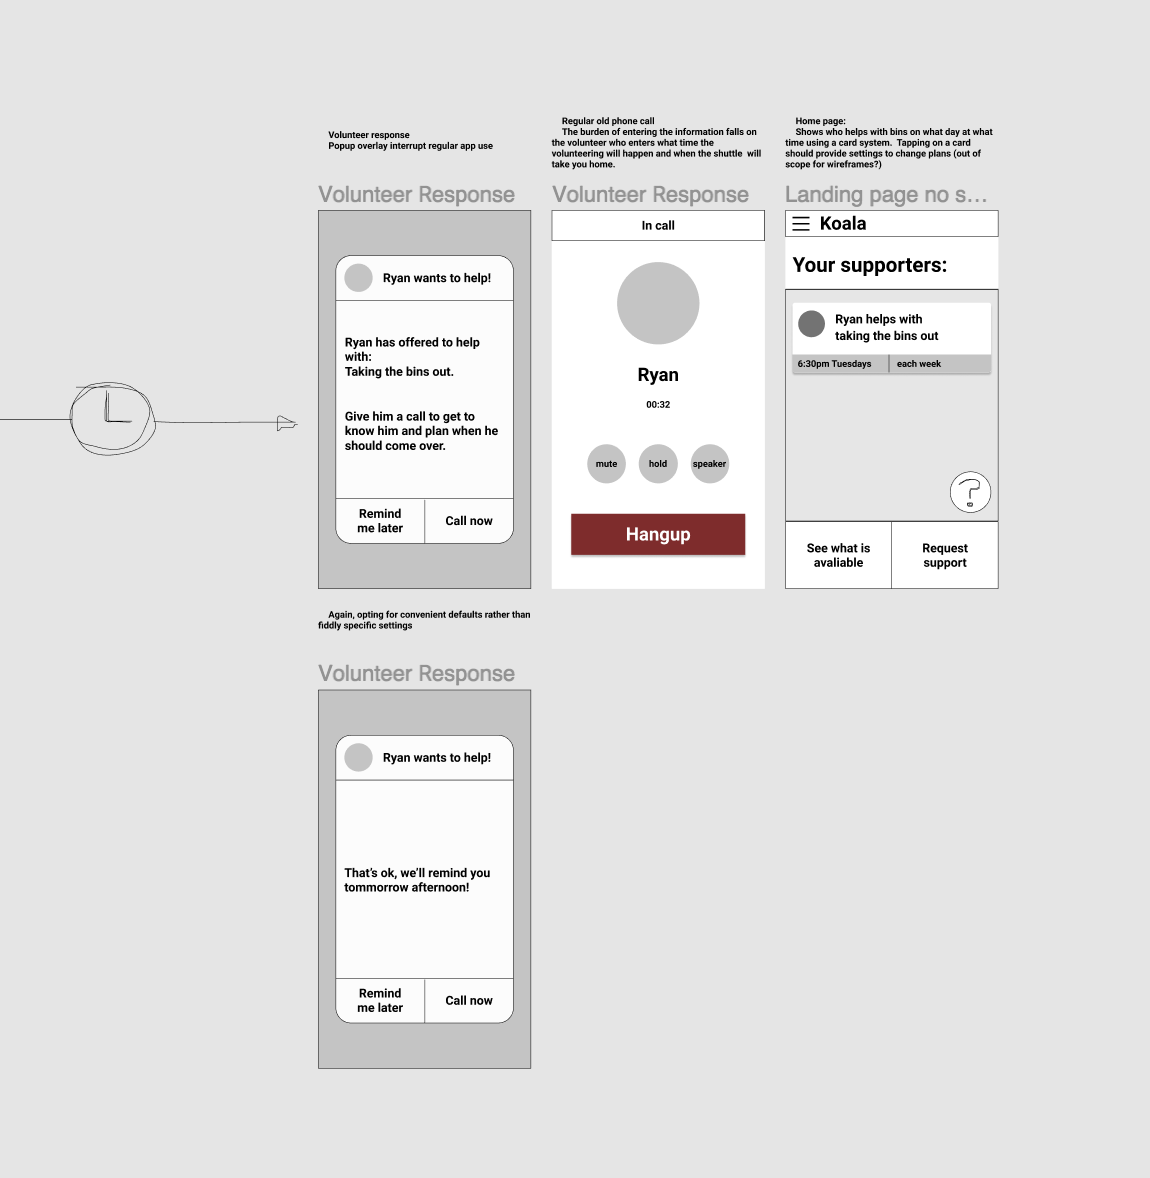 Volunteer response
Popup overlay interrupt regular app use
Volunteer Response
Ryan wants to help!
Ryan has offered to help
with:
Taking the bins out.
Give him a call to get to
know him and plan when he
should come over.
Remind
me later
Call now
Regular old phone call
The burden of entering the information falls on
the volunteer who enters what time the
volunteering will happen and when the shuttle will
take you home.
Volunteer Response
In call
Ryan
00:32
mute
hold
speaker
Hangup
Home page:
Shows who helps with bins on what day at what
time using a card system. Tapping on a card
should provide settings to change plans (out of
scope for wireframes?)
Landing page no s...
Koala
Your supporters:
Ryan helps with
taking the bins out
6:30pm Tuesdays
each week
?
See what is
avaliable
Request
support
Again, opting for convenient defaults rather than
fiddly specific settings
Volunteer Response
Ryan wants to help!
That's ok, we'll remind you
tommorrow afternoon!
Remind
me later
Call now